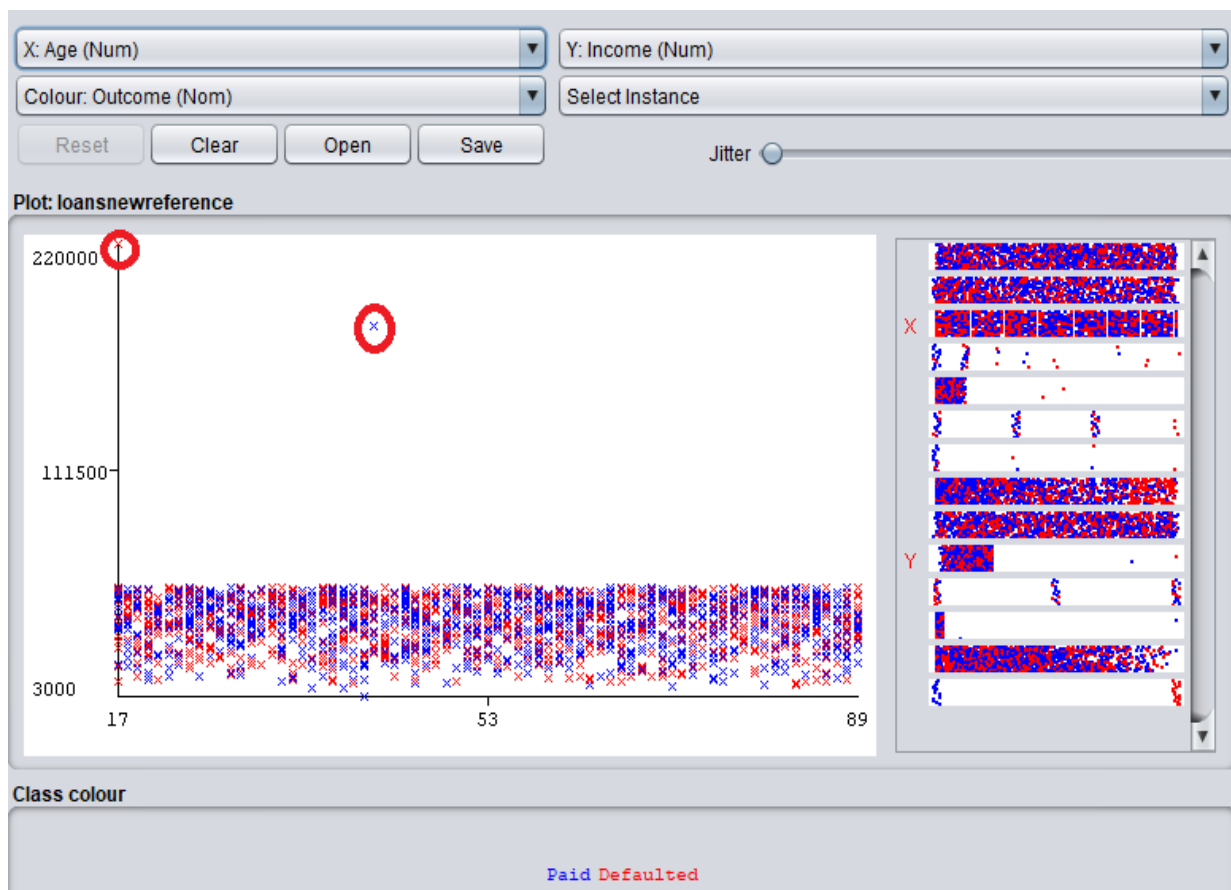 X: Age (Num) Y: Income (Num)
Colour: Outcome (Nom) Select Instance
Reset Clear Open Save Jitter
Plot: loansnewreference
220000
X
111500
Y
3000
17 53 89
Class colour
Paid Defaulted